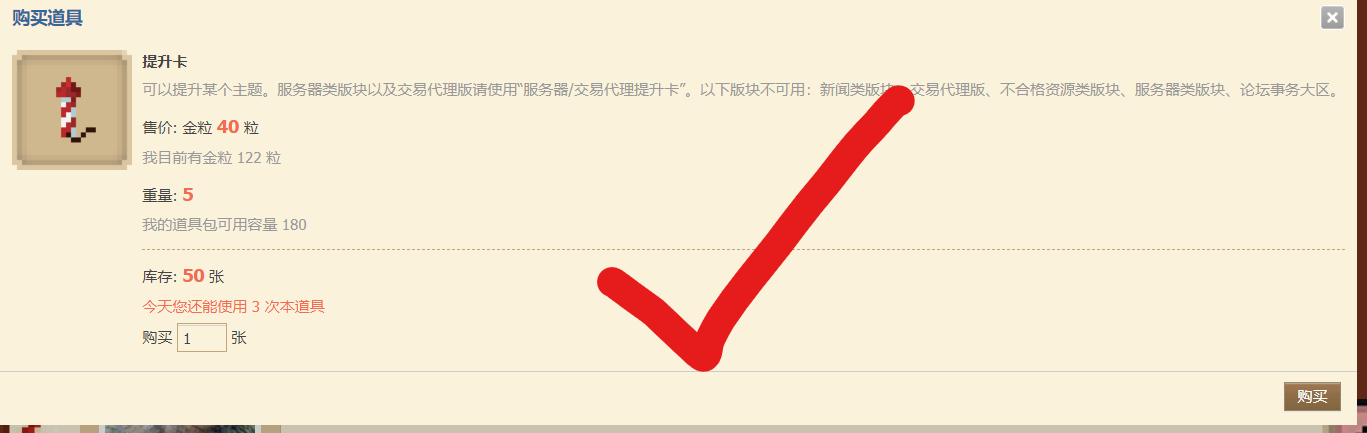 购买道具
提升卡
可以提升某个主题。服务器类版块以及交易代理版请使用“服务器/交易代理提升卡”。以下版块不可用：新闻类版块、交易代理版、不合格资源类版块、服务器类版块、论坛事务大区。
售价: 金粒 40 粒
我目前有金粒 122 粒
重量: 5
我的道具包可用容量 180
库存: 50 张
今天您还能使用 3 次本道具
购买 1 张
购买